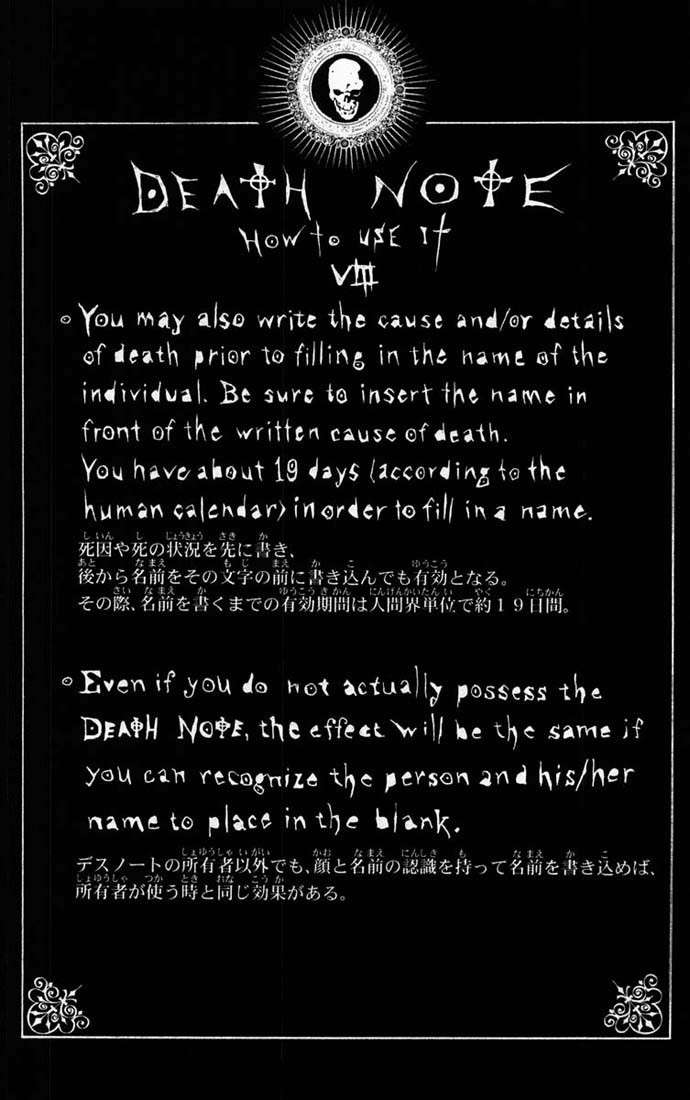 DEATH NOTE
How to use it
VIII
You may also write the cause and/or details
of death prior to filling in the name of the
individual. Be sure to insert the name in
front of the written cause of death.
You have about 19 days (according to the
human calendar) in order to fill in a name.
死因や死の状況を先に書き、
後から名前をその文字の前に書き込んでも有効となる。
その際、名前を書くまでの有効期間は人間界単位で約19日間。
Even if you do not actually possess the
DEATH NOTE, the effect will be the same if
you can recognize the person and his/her
name to place in the blank.
デスノートの所有者以外でも、顔と名前の認識を持って名前を書き込めば、
所有者が使う時と同じ効果がある。